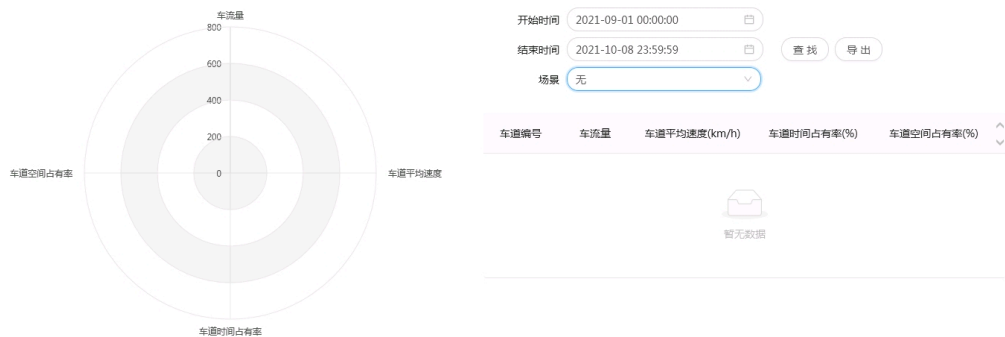 车流量
800
600
400
200
0
车道空间占有率
车道平均速度
车道时间占有率
开始时间 2021-09-01 00:00:00
结束时间 2021-10-08 23:59:59 查找 导出
场景 无
车道编号 车流量 车道平均速度(km/h) 车道时间占有率(%) 车道空间占有率(%)
暂无数据